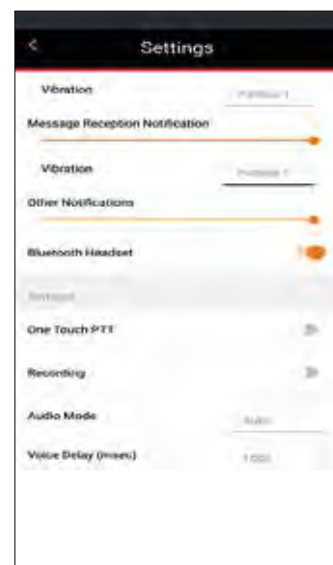 Settings
Vibration
Message Reception Notification
Vibration
Other Notifications
Bluetooth Headset
One Touch PTT
Recording
Audio Mode
Voice Delay (msec)